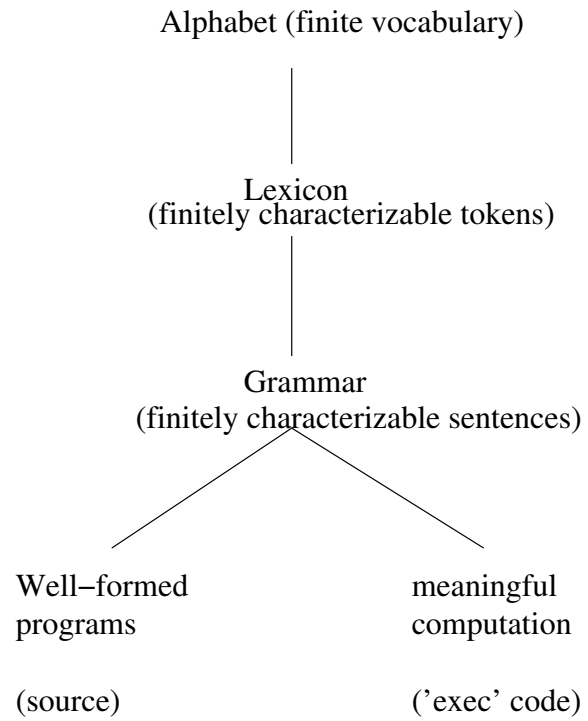 Alphabet (finite vocabulary)
Lexicon
(finitely characterizable tokens)
Grammar
(finitely characterizable sentences)
Well−formed
programs
(source)
meaningful
computation
('exec' code)